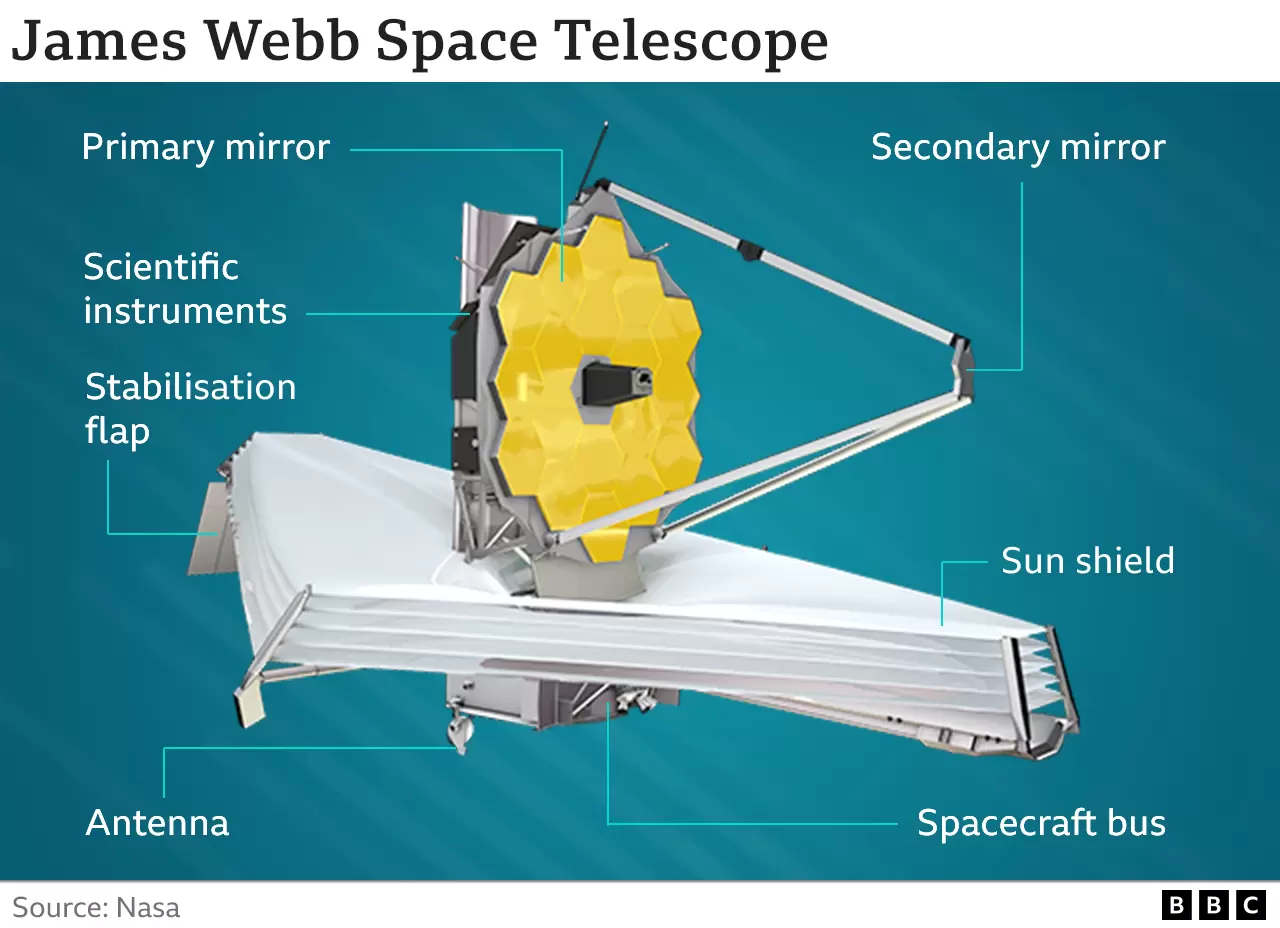 James Webb Space Telescope
Primary mirror
Secondary mirror
Scientific
instruments
Stabilisation
flap
Sun shield
Antenna
Spacecraft bus
Source: Nasa
BBC